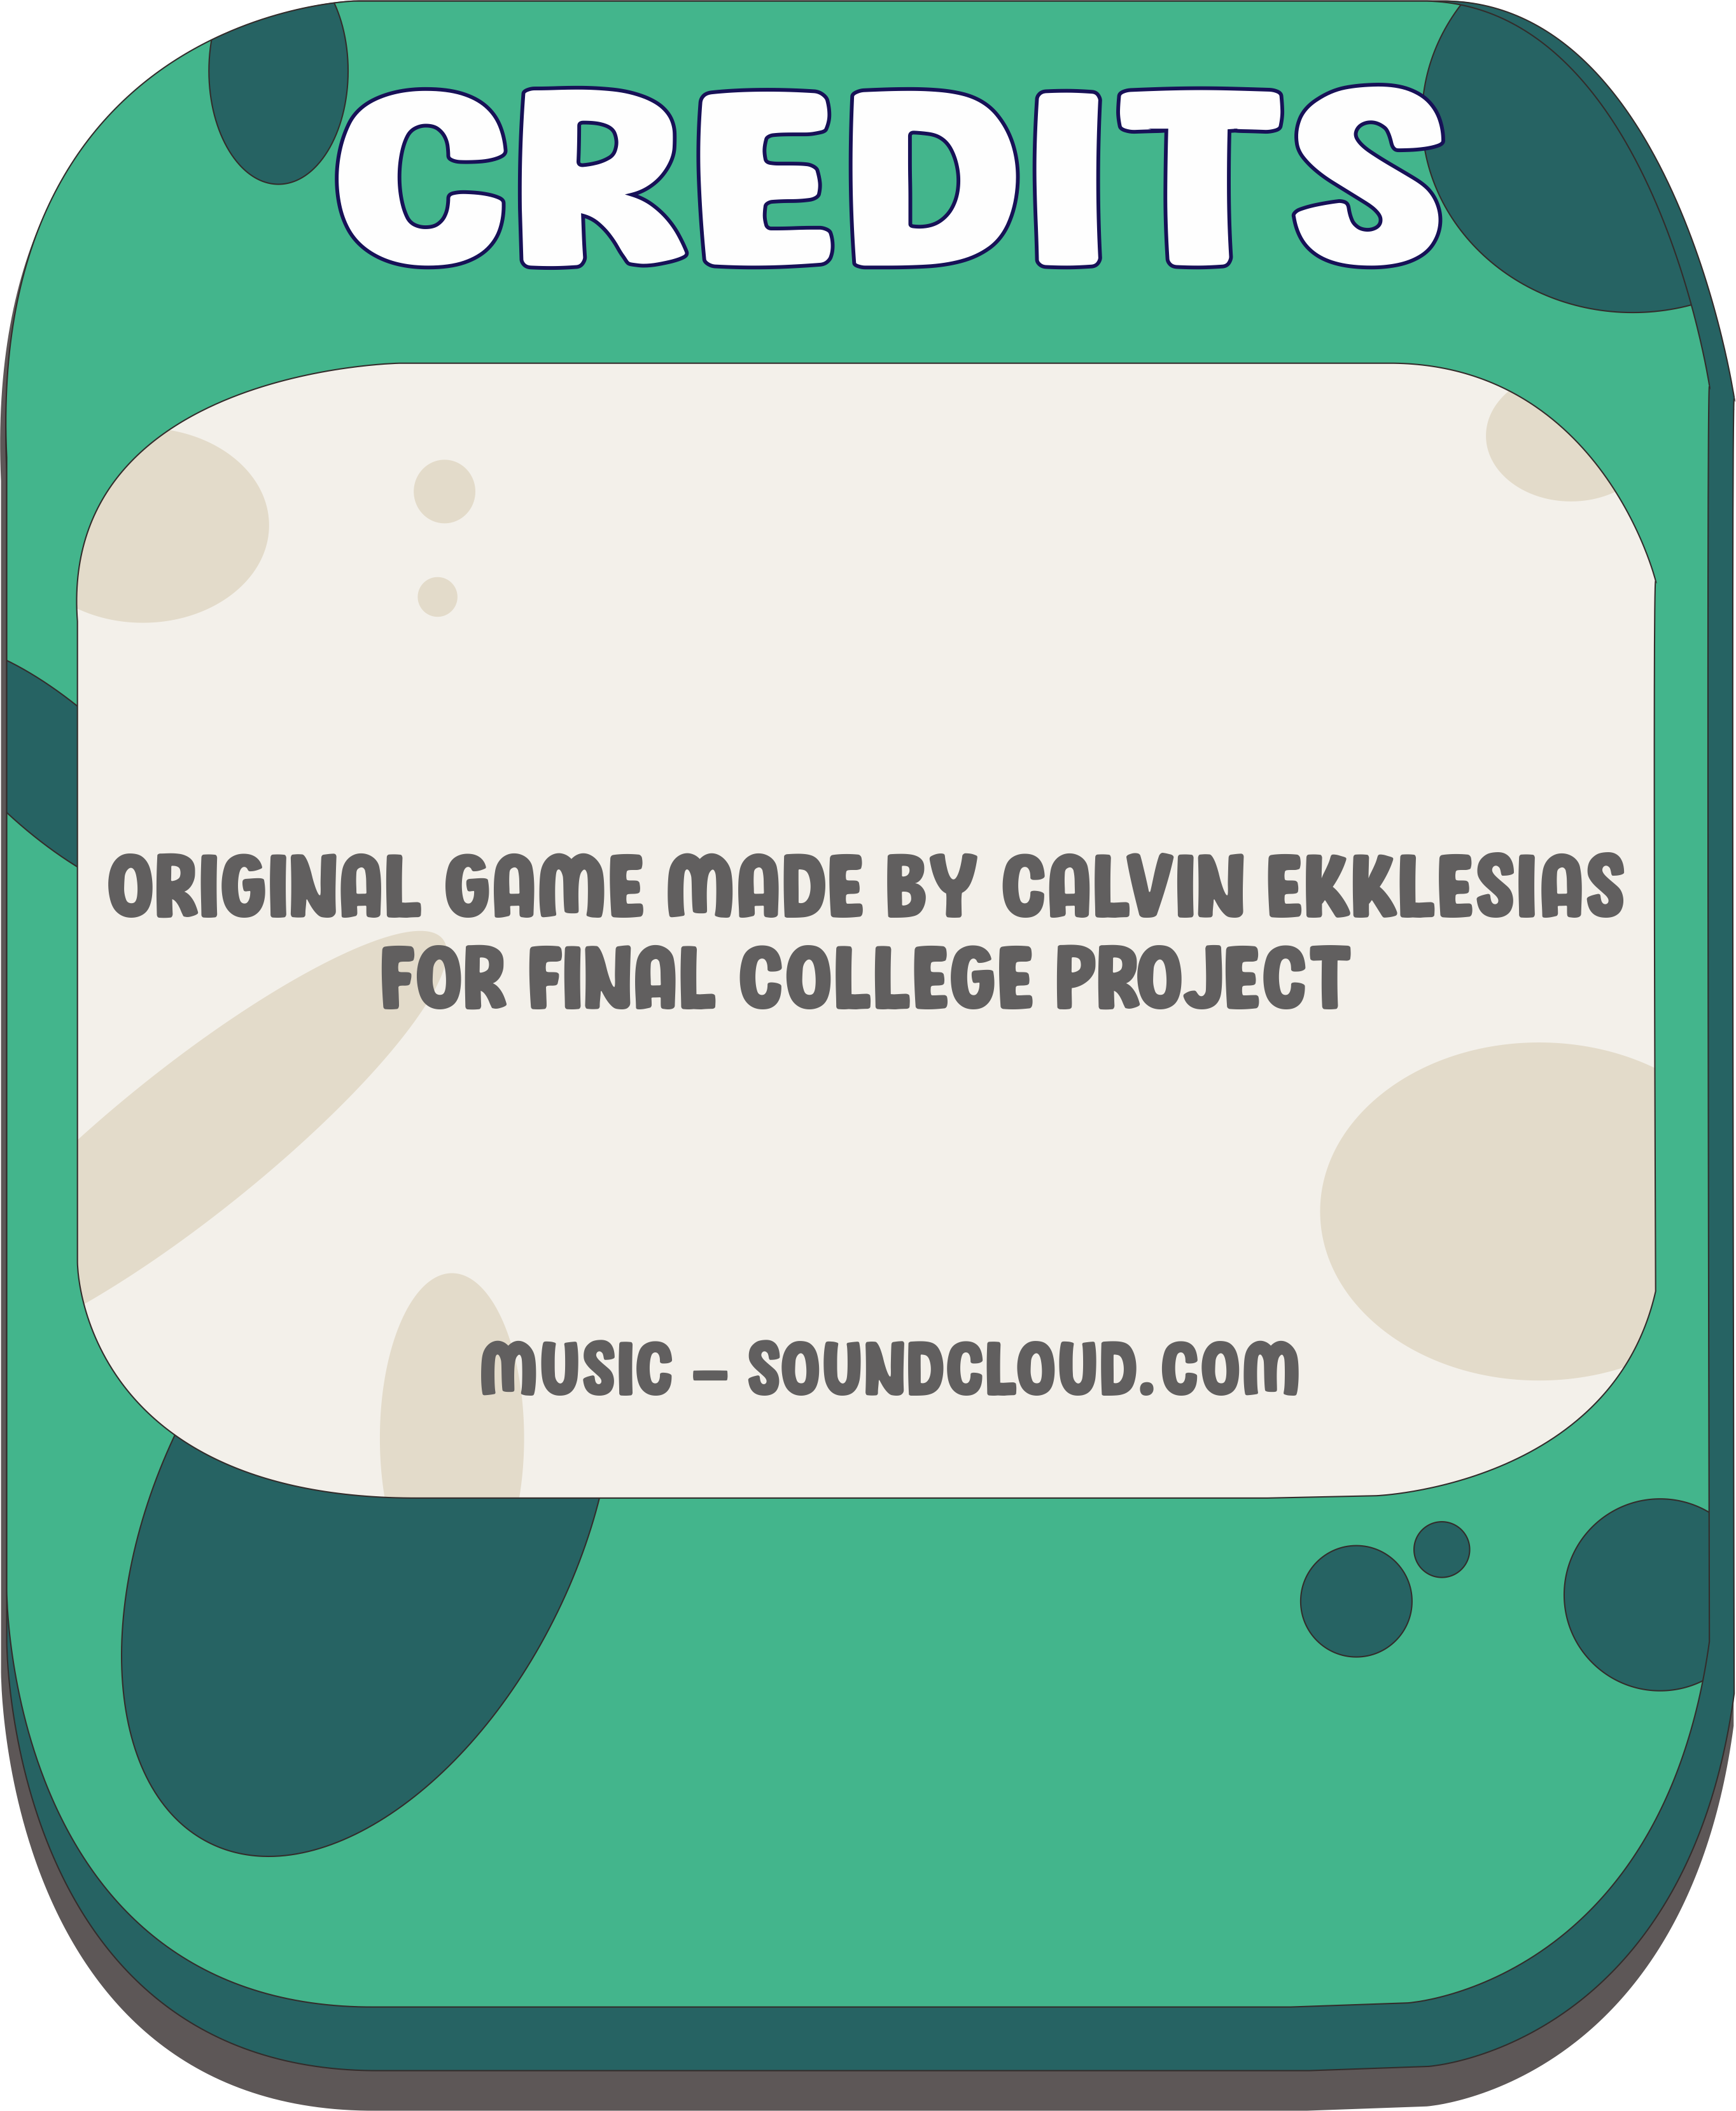 CREDITS
ORIGINAL GAME MADE BY CALVIN EKKLESIAS
FOR FINAL COLLEGE PROJECT
MUSIC – SOUNDCLOUD.COM